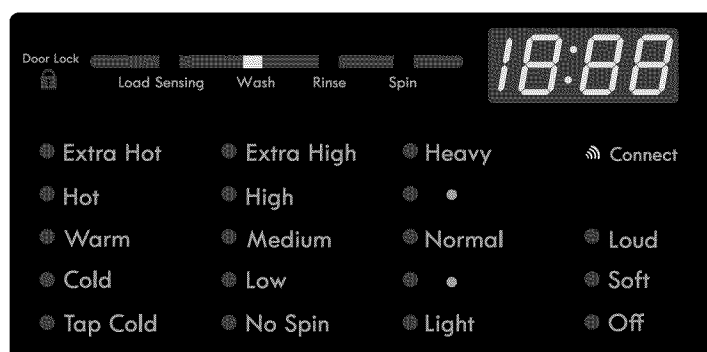 18:88
Door Lock
Load Sensing Wash Rinse Spin
Extra Hot Extra High Heavy Connect
Hot High
Warm Medium Normal Loud
Cold Low Soft
Tap Cold No Spin Light Off